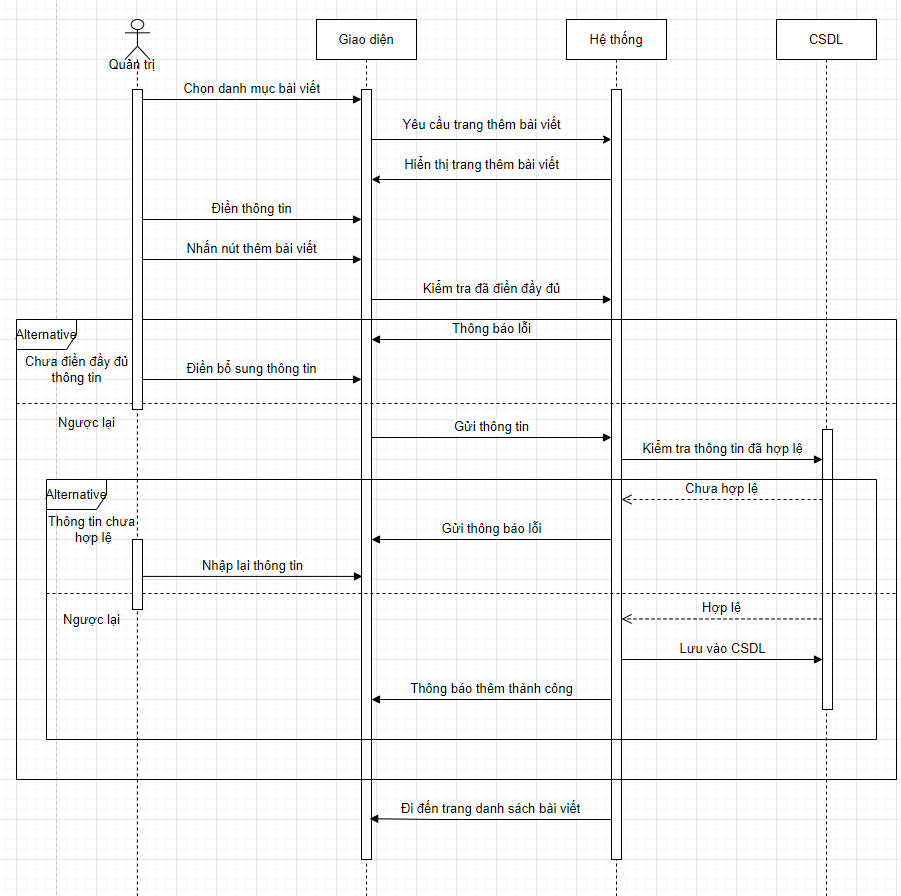 Giao diện
Hệ thống
CSDL
Quản trị
Chọn danh mục bài viết
Yêu cầu trang thêm bài viết
Hiển thị trang thêm bài viết
Điền thông tin
Nhấn nút thêm bài viết
Kiểm tra đã điền đầy đủ
Thông báo lỗi
Alternative
Chưa điền đầy đủ
thông tin
Điền bổ sung thông tin
Ngược lại
Gửi thông tin
Kiểm tra thông tin đã hợp lệ
Chưa hợp lệ
Alternative
Thông tin chưa
hợp lệ
Gửi thông báo lỗi
Nhập lại thông tin
Hợp lệ
Ngược lại
Lưu vào CSDL
Thông báo thêm thành công
Đi đến trang danh sách bài viết